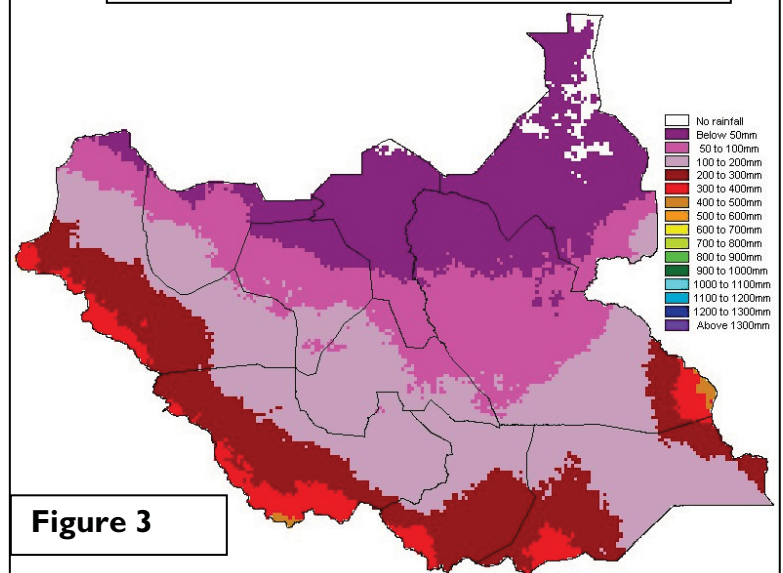 No rainfall
Below 50mm
50 to 100mm
100 to 200mm
200 to 300mm
300 to 400mm
400 to 500mm
500 to 600mm
600 to 700mm
700 to 800mm
800 to 900mm
900 to 1000mm
1000 to 1100mm
1100 to 1200mm
1200 to 1300mm
Above 1300mm
Figure 3